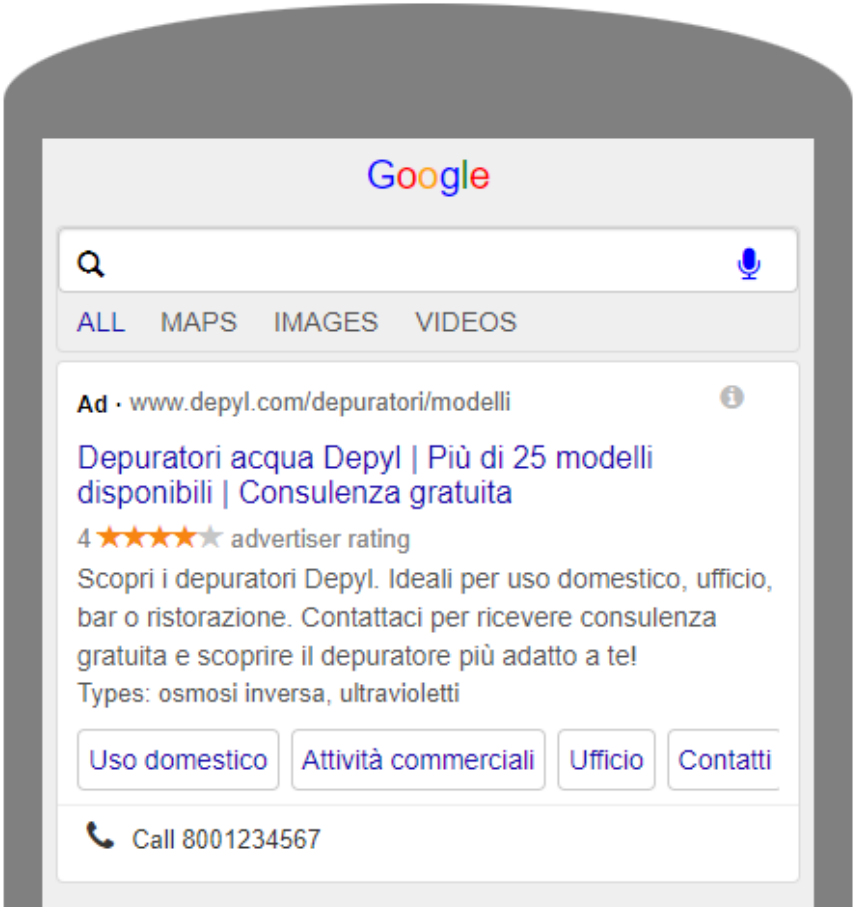 Google
ALL MAPS IMAGES VIDEOS
Ad · www.depyl.com/depuratori/modelli
Depuratori acqua Depyl | Più di 25 modelli
disponibili | Consulenza gratuita
4 ★★★★★ advertiser rating
Scopri i depuratori Depyl. Ideali per uso domestico, ufficio,
bar o ristorazione. Contattaci per ricevere consulenza
gratuita e scoprire il depuratore più adatto a te!
Types: osmosi inversa, ultravioletti
Uso domestico Attività commerciali Ufficio Contatti
Call 8001234567